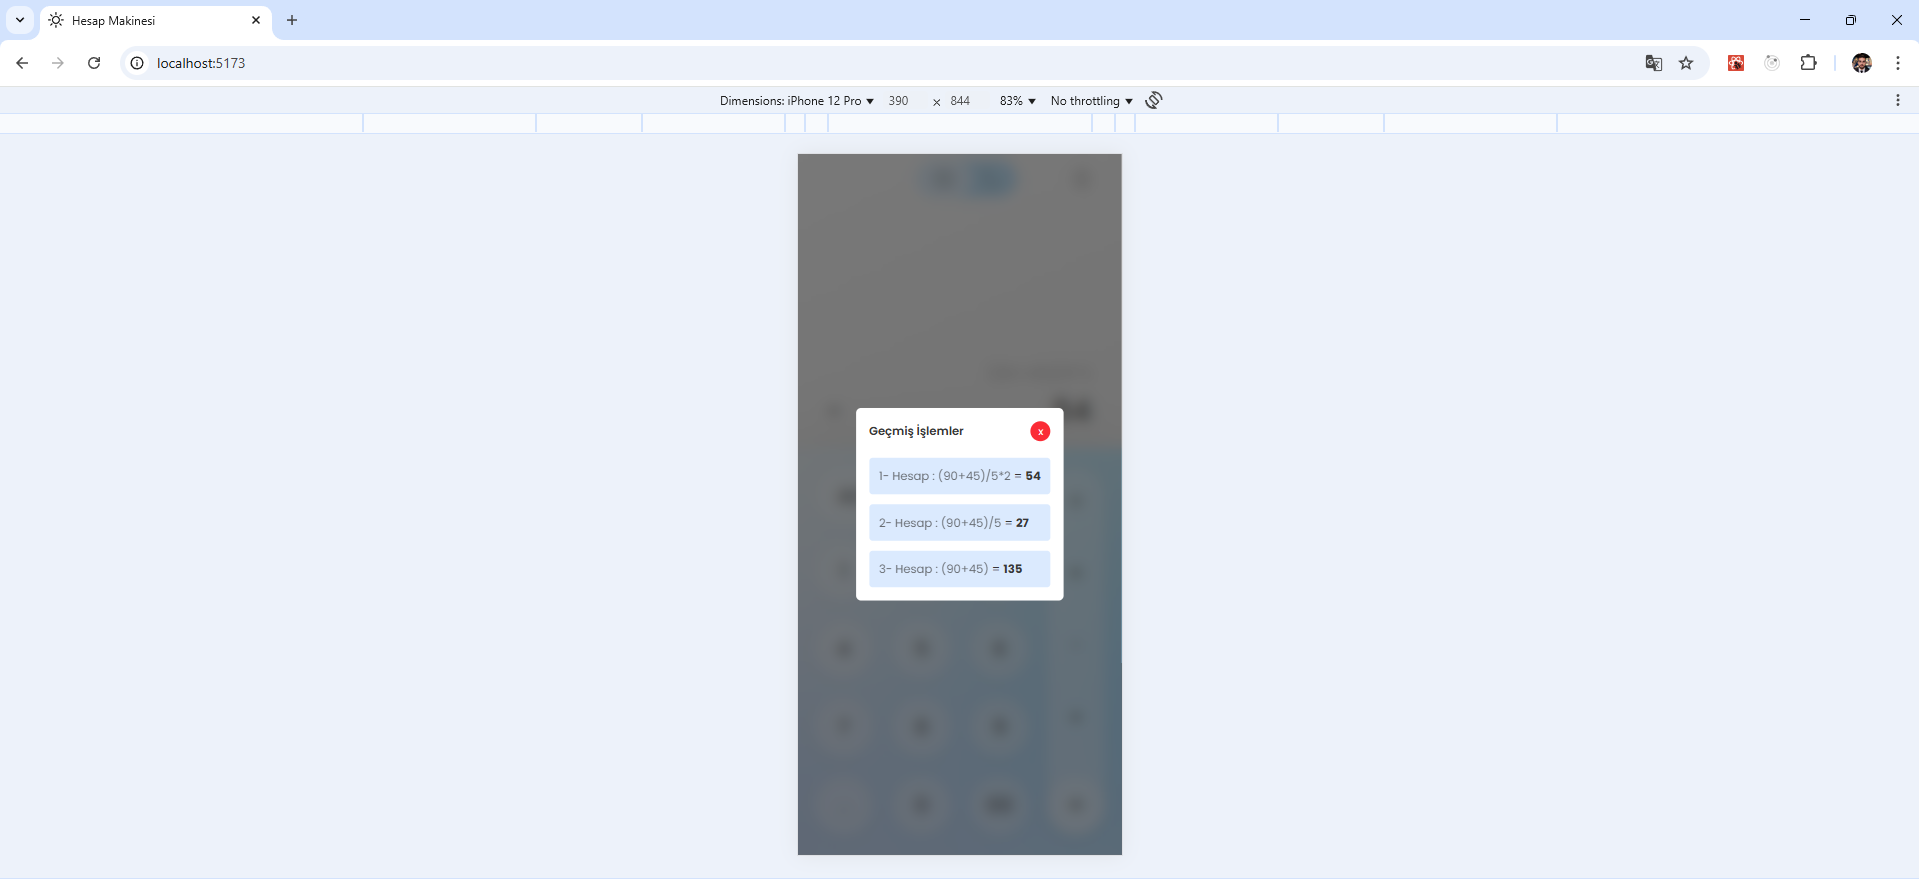 Hesap Makinesi
localhost:5173
Dimensions: iPhone 12 Pro 390 × 844 83% No throttling
Geçmiş İşlemler x
1- Hesap : (90+45)/5*2 = 54
2- Hesap : (90+45)/5 = 27
3- Hesap : (90+45) = 135